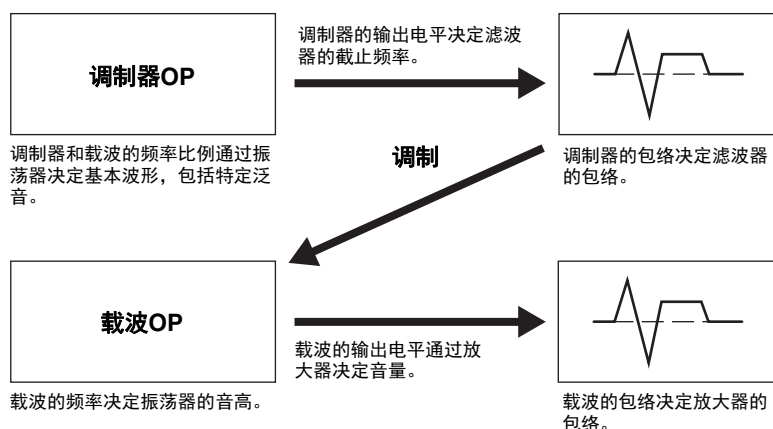 调制器的输出电平决定滤波
器的截止频率。
调制器OP
调制器和载波的频率比例通过振
荡器决定基本波形，包括特定泛
音。
调制
调制器的包络决定滤波器
的包络。
载波OP
载波的输出电平通过放
大器决定音量。
载波的频率决定振荡器的音高。
载波的包络决定放大器的
包络。